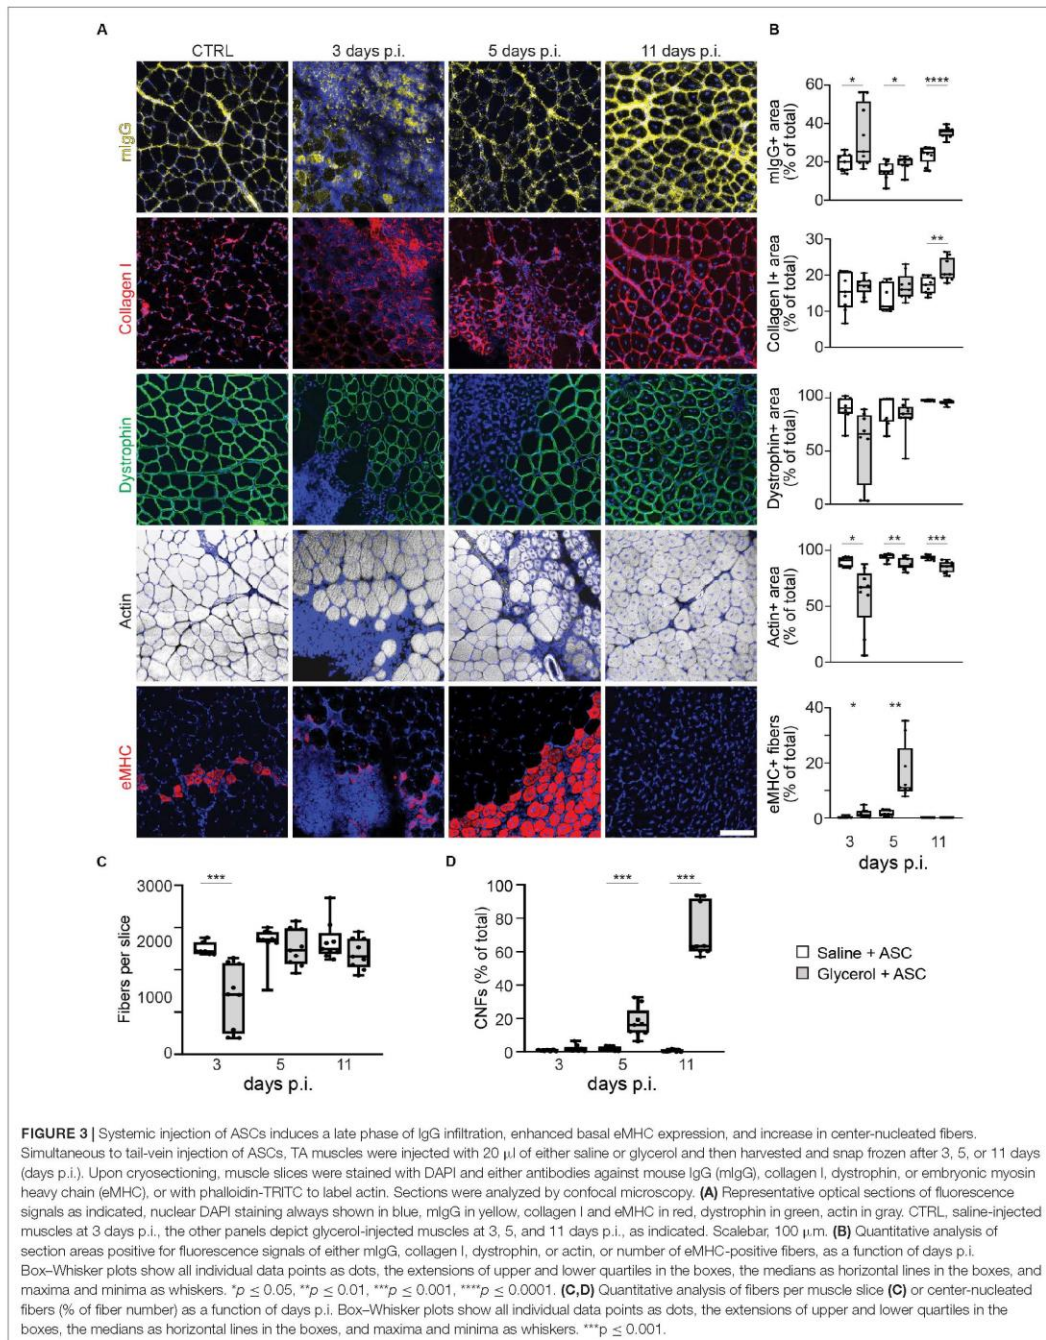 A
CTRL
3 days p.i.
5 days p.i.
11 days p.i.
mIgG
Collagen I
Dystrophin
Actin
eMHC
B
* * ****
mIgG+ area
(% of total)
60
40
20
0
**
Collagen I+ area
(% of total)
30
20
10
0
Dystrophin+ area
(% of total)
100
50
0
* ** ***
Actin+ area
(% of total)
100
50
0
* **
eMHC+ fibers
(% of total)
40
20
0
3 5 11
days p.i.
C
***
Fibers per slice
3000
2000
1000
0
3 5 11
days p.i.
D
*** ***
CNFs (% of total)
100
80
60
40
20
0
3 5 11
days p.i.
Saline + ASC
Glycerol + ASC
FIGURE 3 | Systemic injection of ASCs induces a late phase of IgG infiltration, enhanced basal eMHC expression, and increase in center-nucleated fibers.
Simultaneous to tail-vein injection of ASCs, TA muscles were injected with 20 μl of either saline or glycerol and then harvested and snap frozen after 3, 5, or 11 days
(days p.i.). Upon cryosectioning, muscle slices were stained with DAPI and either antibodies against mouse IgG (mIgG), collagen I, dystrophin, or embryonic myosin
heavy chain (eMHC), or with phalloidin-TRITC to label actin. Sections were analyzed by confocal microscopy. (A) Representative optical sections of fluorescence
signals as indicated, nuclear DAPI staining always shown in blue, mIgG in yellow, collagen I and eMHC in red, dystrophin in green, actin in gray. CTRL, saline-injected
muscles at 3 days p.i., the other panels depict glycerol-injected muscles at 3, 5, and 11 days p.i., as indicated. Scalebar, 100 μm. (B) Quantitative analysis of
section areas positive for fluorescence signals of either mIgG, collagen I, dystrophin, or actin, or number of eMHC-positive fibers, as a function of days p.i.
Box–Whisker plots show all individual data points as dots, the extensions of upper and lower quartiles in the boxes, the medians as horizontal lines in the boxes, and
maxima and minima as whiskers. *p ≤ 0.05, **p ≤ 0.01, ***p ≤ 0.001, ****p ≤ 0.0001. (C,D) Quantitative analysis of fibers per muscle slice (C) or center-nucleated
fibers (% of fiber number) as a function of days p.i. Box–Whisker plots show all individual data points as dots, the extensions of upper and lower quartiles in the
boxes, the medians as horizontal lines in the boxes, and maxima and minima as whiskers. ***p ≤ 0.001.